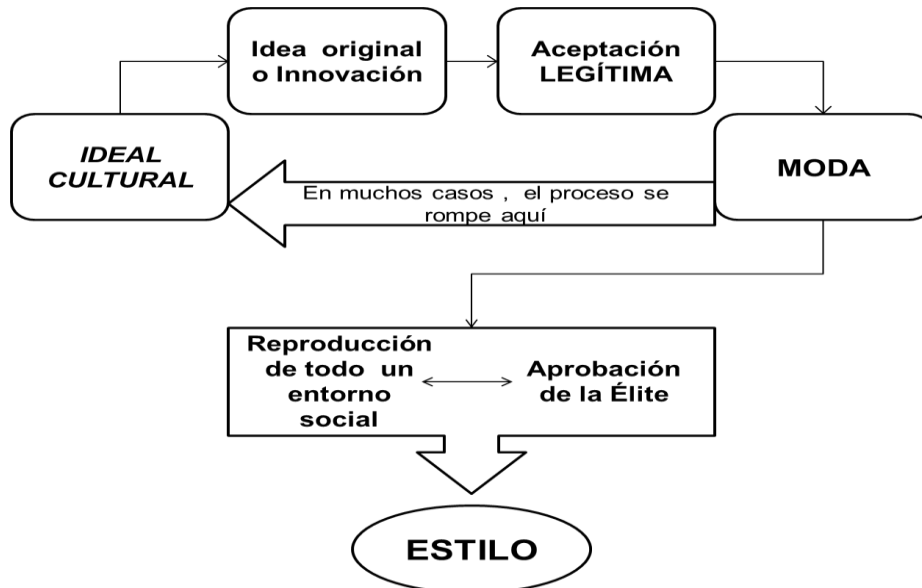 Idea original
o Innovación
Aceptación
LEGÍTIMA
IDEAL
CULTURAL
MODA
En muchos casos , el proceso se
rompe aquí
Reproducción
de todo un
entorno
social
Aprobación
de la Élite
ESTILO